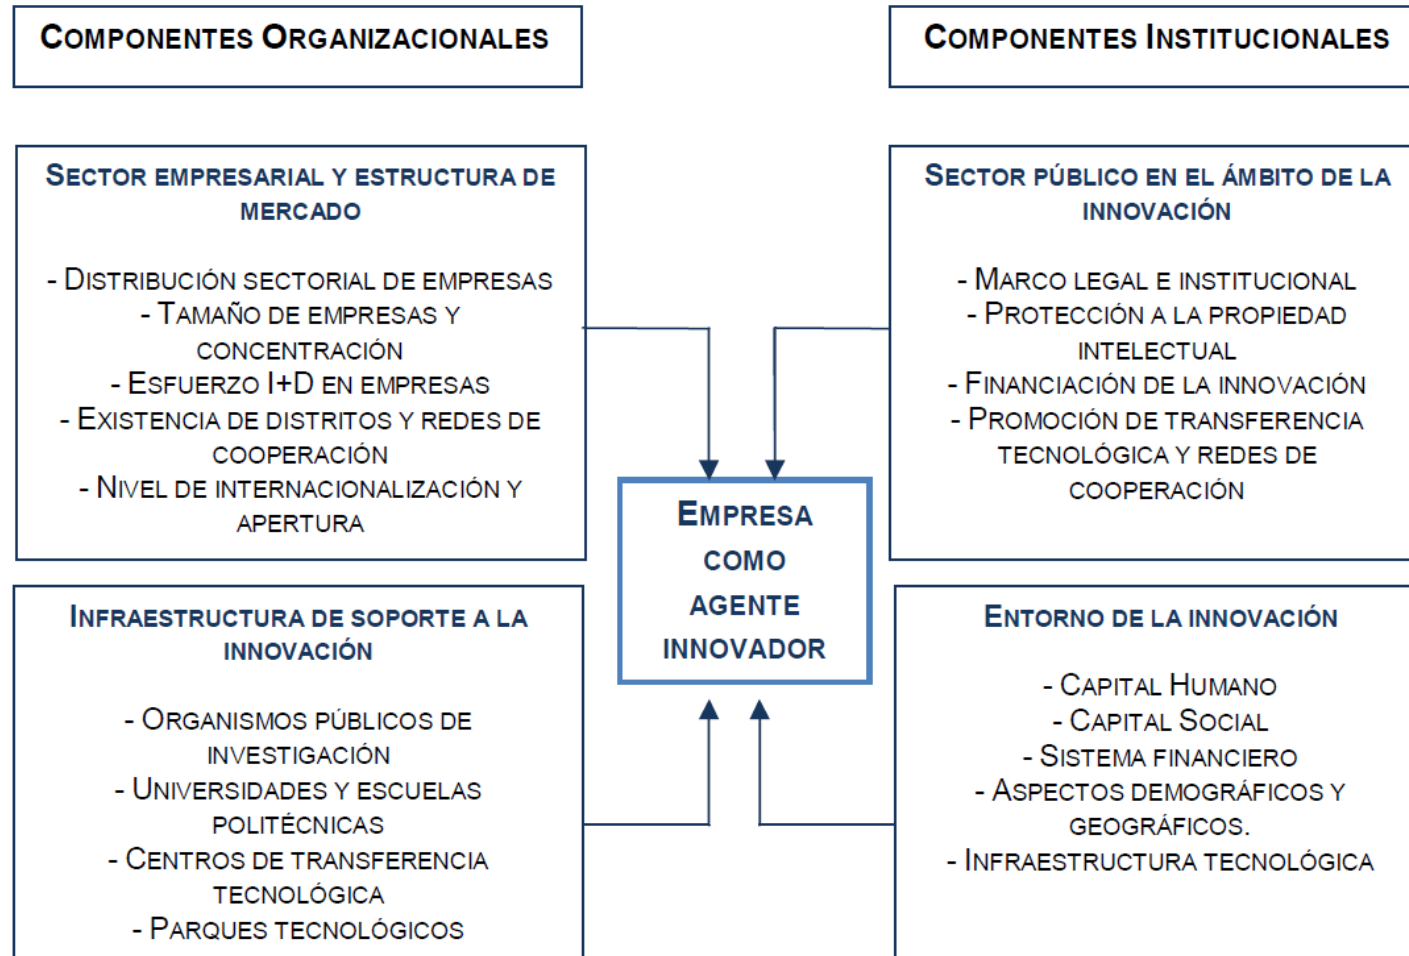 COMPONENTES ORGANIZACIONALES
COMPONENTES INSTITUCIONALES
SECTOR EMPRESARIAL Y ESTRUCTURA DE
MERCADO
- DISTRIBUCIÓN SECTORIAL DE EMPRESAS
- TAMAÑO DE EMPRESAS Y
CONCENTRACIÓN
- ESFUERZO I+D EN EMPRESAS
- EXISTENCIA DE DISTRITOS Y REDES DE
COOPERACIÓN
- NIVEL DE INTERNACIONALIZACIÓN Y
APERTURA
SECTOR PÚBLICO EN EL ÁMBITO DE LA
INNOVACIÓN
- MARCO LEGAL E INSTITUCIONAL
- PROTECCIÓN A LA PROPIEDAD
INTELECTUAL
- FINANCIACIÓN DE LA INNOVACIÓN
- PROMOCIÓN DE TRANSFERENCIA
TECNOLÓGICA Y REDES DE
COOPERACIÓN
EMPRESA
COMO
AGENTE
INNOVADOR
INFRAESTRUCTURA DE SOPORTE A LA
INNOVACIÓN
- ORGANISMOS PÚBLICOS DE
INVESTIGACIÓN
- UNIVERSIDADES Y ESCUELAS
POLITÉCNICAS
- CENTROS DE TRANSFERENCIA
TECNOLÓGICA
- PARQUES TECNOLÓGICOS
ENTORNO DE LA INNOVACIÓN
- CAPITAL HUMANO
- CAPITAL SOCIAL
- SISTEMA FINANCIERO
- ASPECTOS DEMOGRÁFICOS Y
GEOGRÁFICOS.
- INFRAESTRUCTURA TECNOLÓGICA